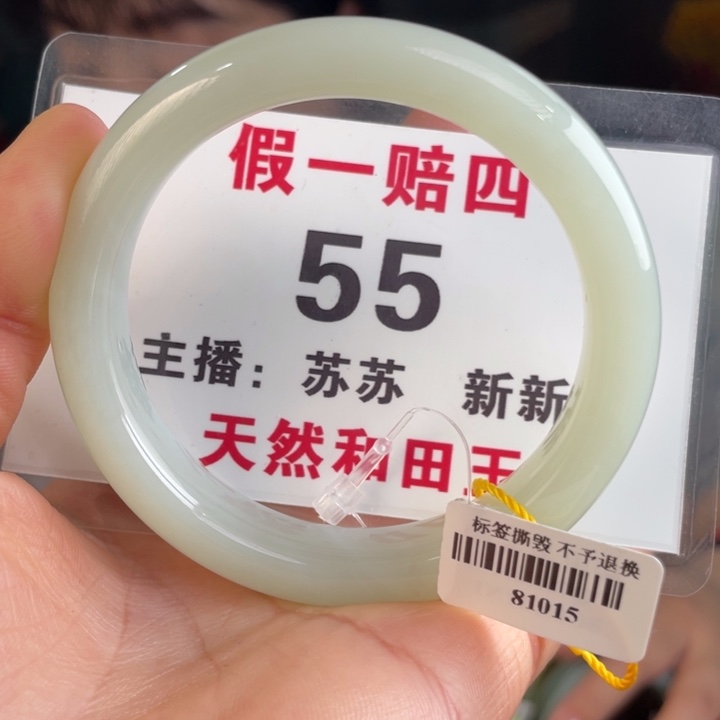 假一赔四
55
主播：苏苏 新新
天然和田玉
标签撕毁 不予退换
81015